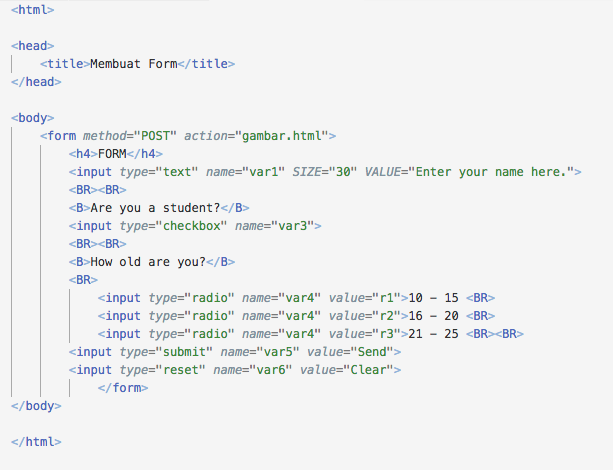 <html>
<head>
<title>Membuat Form</title>
</head>
<body>
<form method="POST" action="gambar.html">
<h4>FORM</h4>
<input type="text" name="var1" SIZE="30" VALUE="Enter your name here.">
<BR><BR>
<B>Are you a student?</B>
<input type="checkbox" name="var3">
<BR><BR>
<B>How old are you?</B>
<BR>
<input type="radio" name="var4" value="r1">10 - 15 <BR>
<input type="radio" name="var4" value="r2">16 - 20 <BR>
<input type="radio" name="var4" value="r3">21 - 25 <BR><BR>
<input type="submit" name="var5" value="Send">
<input type="reset" name="var6" value="Clear">
</form>
</body>
</html>